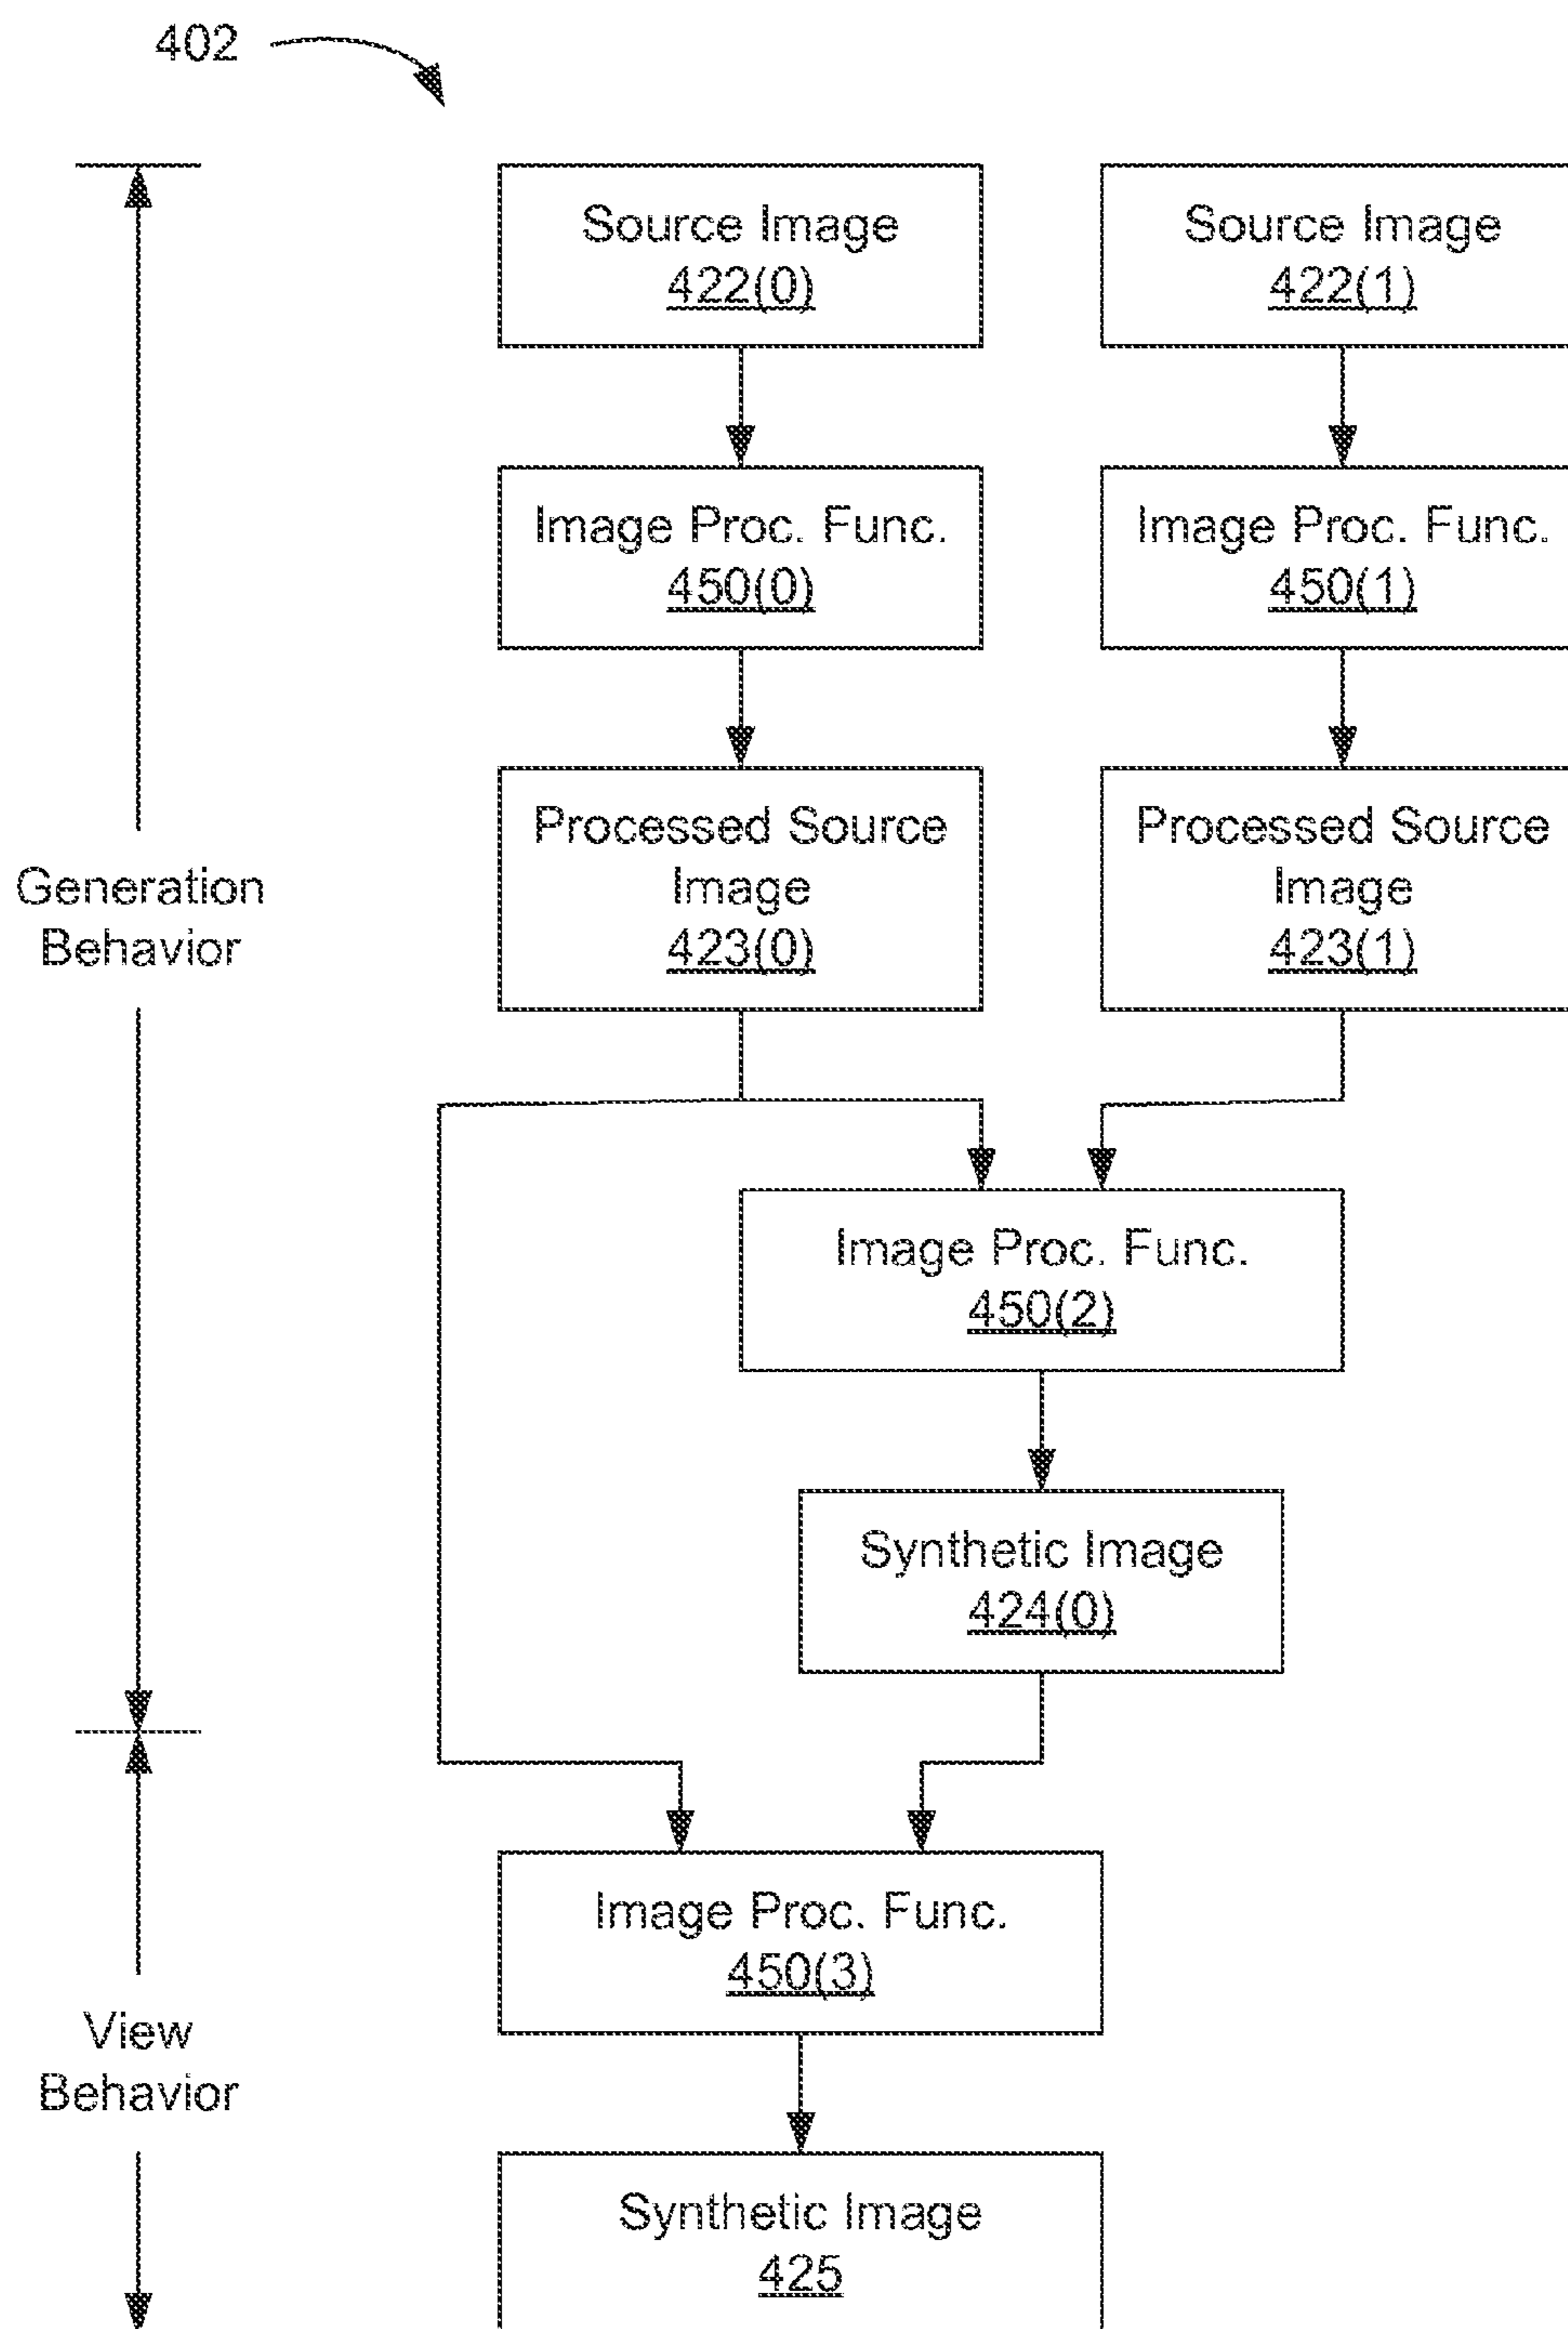 402
Source Image
422(0)
Source Image
422(1)
Image Proc. Func.
450(0)
Image Proc. Func.
450(1)
Processed Source
Image
423(0)
Processed Source
Image
423(1)
Generation
Behavior
Image Proc. Func.
450(2)
Synthetic Image
424(0)
Image Proc. Func.
450(3)
View
Behavior
Synthetic Image
425